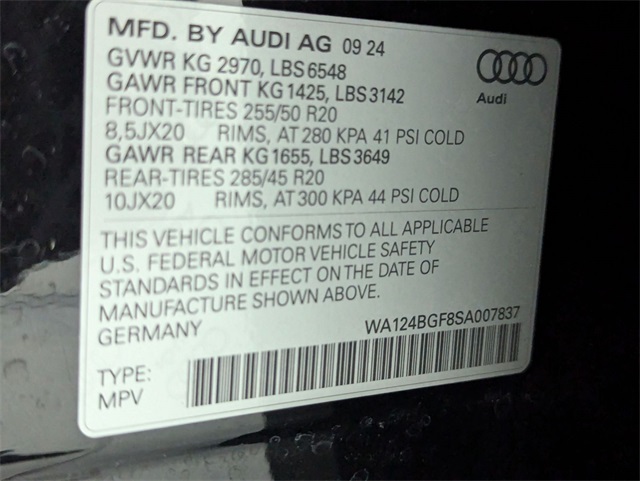 MFD. BY AUDI AG 09 24
GVWR KG 2970, LBS 6548
GAWR FRONT KG 1425, LBS 3142
FRONT-TIRES 255/50 R20
8,5JX20 RIMS, AT 280 KPA 41 PSI COLD
GAWR REAR KG 1655, LBS 3649
REAR-TIRES 285/45 R20
10JX20 RIMS, AT 300 KPA 44 PSI COLD
Audi
THIS VEHICLE CONFORMS TO ALL APPLICABLE
U.S. FEDERAL MOTOR VEHICLE SAFETY
STANDARDS IN EFFECT ON THE DATE OF
MANUFACTURE SHOWN ABOVE.
GERMANY
WA124BGF8SA007837
TYPE:
MPV